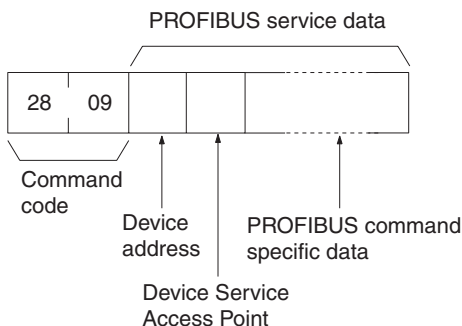 PROFIBUS service data
28 09
Command
code
Device
address
PROFIBUS command
specific data
Device Service
Access Point